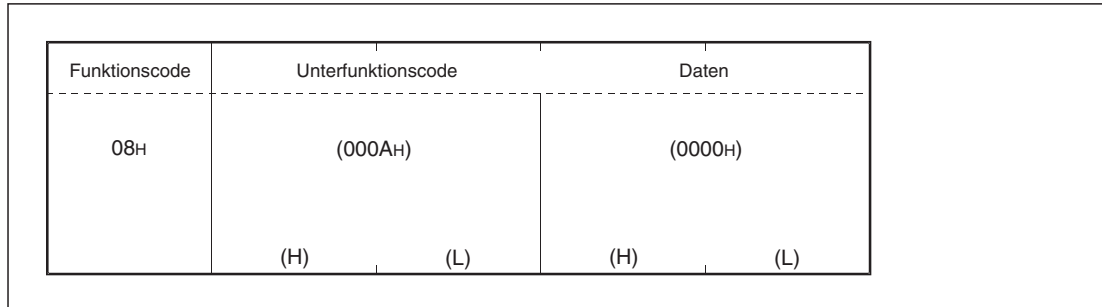 Funktionscode Unterfunktionscode Daten
08H (000AH) (0000H)
(H) (L) (H) (L)